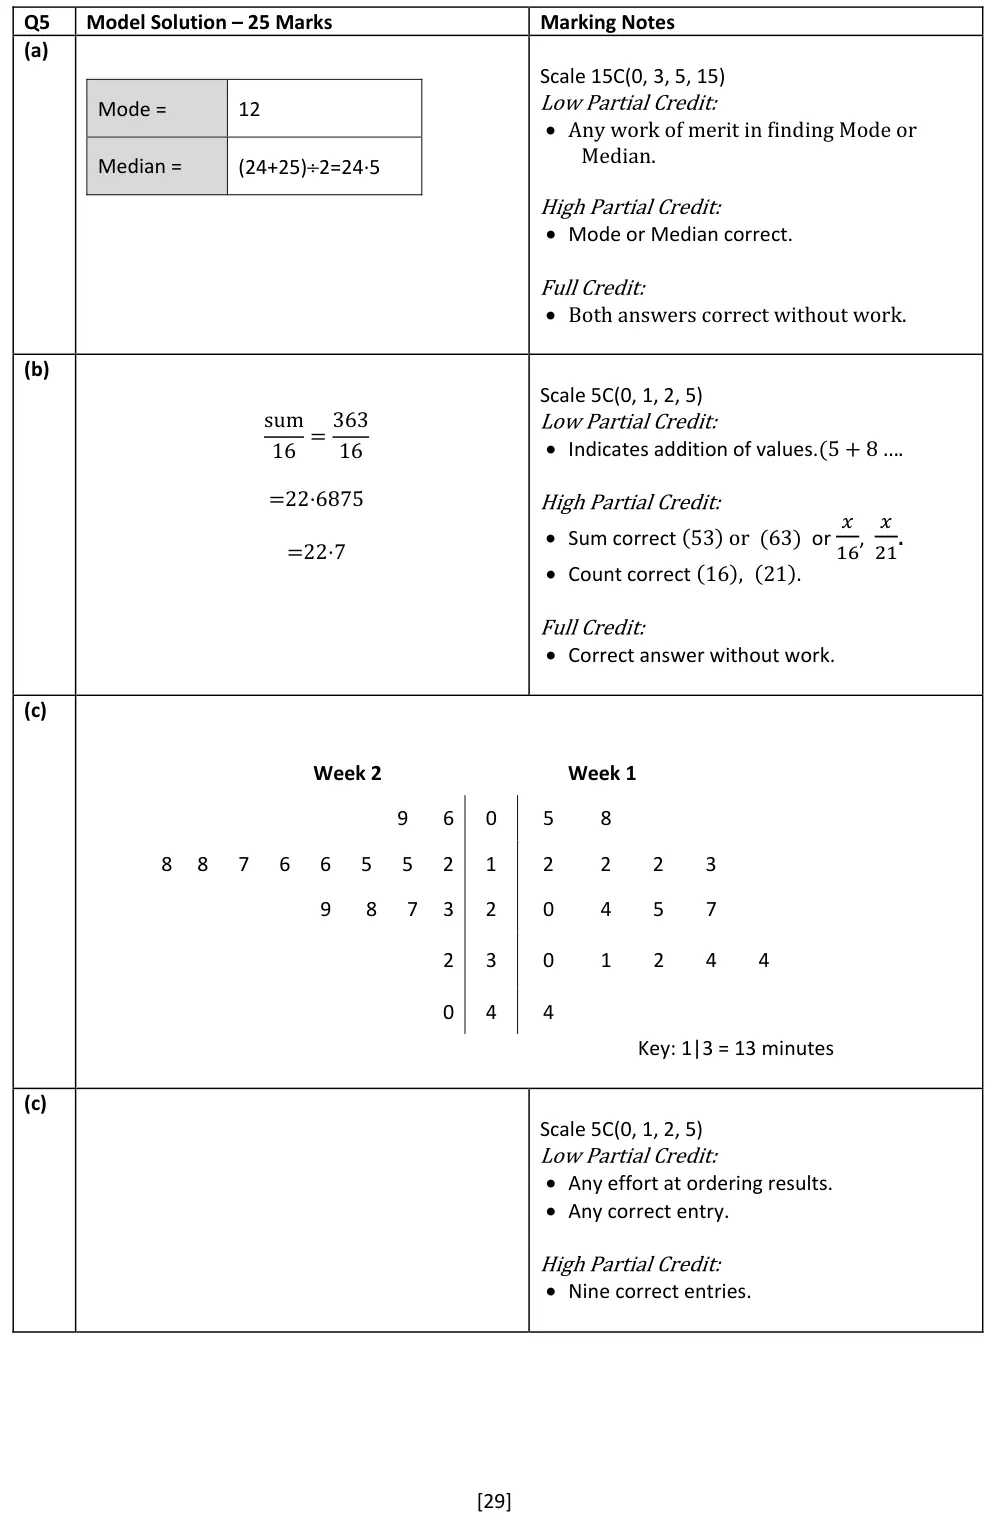 Q5 Model Solution – 25 Marks Marking Notes
(a)
Mode = 12
Median = (24+25)÷2=24·5
Scale 15C(0, 3, 5, 15)
Low Partial Credit:
• Any work of merit in finding Mode or
Median.
High Partial Credit:
• Mode or Median correct.
Full Credit:
• Both answers correct without work.
(b)
sum/16 = 363/16
=22·6875
=22·7
Scale 5C(0, 1, 2, 5)
Low Partial Credit:
• Indicates addition of values.(5 + 8 ....
High Partial Credit:
• Sum correct (53) or (63) or x/16, x/21.
• Count correct (16), (21).
Full Credit:
• Correct answer without work.
(c)
Week 2 Week 1
9 6 0 5 8
8 8 7 6 6 5 5 2 1 2 2 2 3
9 8 7 3 2 0 4 5 7
2 3 0 1 2 4 4
0 4 4
Key: 1|3 = 13 minutes
(c)
Scale 5C(0, 1, 2, 5)
Low Partial Credit:
• Any effort at ordering results.
• Any correct entry.
High Partial Credit:
• Nine correct entries.
[29]